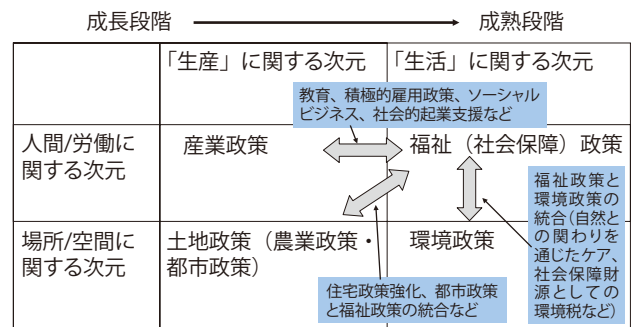 成長段階 成熟段階
「生産」に関する次元 「生活」に関する次元
教育、積極的雇用政策、ソーシャル
ビジネス、社会的起業支援など
人間/労働に
関する次元
産業政策
福祉（社会保障）政策
福祉政策と
環境政策の
統合（自然と
の関わりを
通じたケア、
社会保障財
源としての
環境税など）
場所/空間に
関する次元
土地政策（農業政策・
都市政策）
環境政策
住宅政策強化、都市政策
と福祉政策の統合など